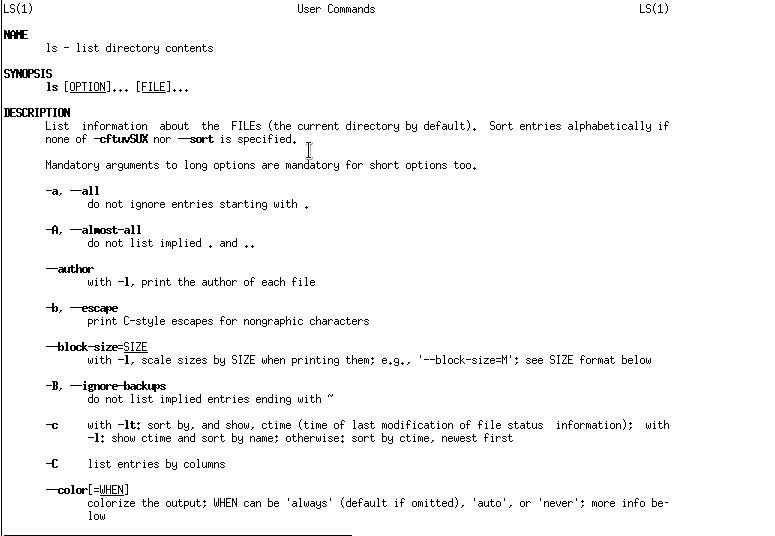 LS(1) User Commands LS(1)
NAME
ls - list directory contents
SYNOPSIS
ls [OPTION]... [FILE]...
DESCRIPTION
List information about the FILEs (the current directory by default). Sort entries alphabetically if
none of -cftuvSUX nor --sort is specified.
Mandatory arguments to long options are mandatory for short options too.
-a, --all
do not ignore entries starting with .
-A, --almost-all
do not list implied . and ..
--author
with -l, print the author of each file
-b, --escape
print C-style escapes for nongraphic characters
--block-size=SIZE
with -l, scale sizes by SIZE when printing them; e.g., '--block-size=M'; see SIZE format below
-B, --ignore-backups
do not list implied entries ending with ~
-c with -lt: sort by, and show, ctime (time of last modification of file status information); with
-l: show ctime and sort by name; otherwise: sort by ctime, newest first
-C list entries by columns
--color[=WHEN]
colorize the output; WHEN can be 'always' (default if omitted), 'auto', or 'never'; more info be-
low